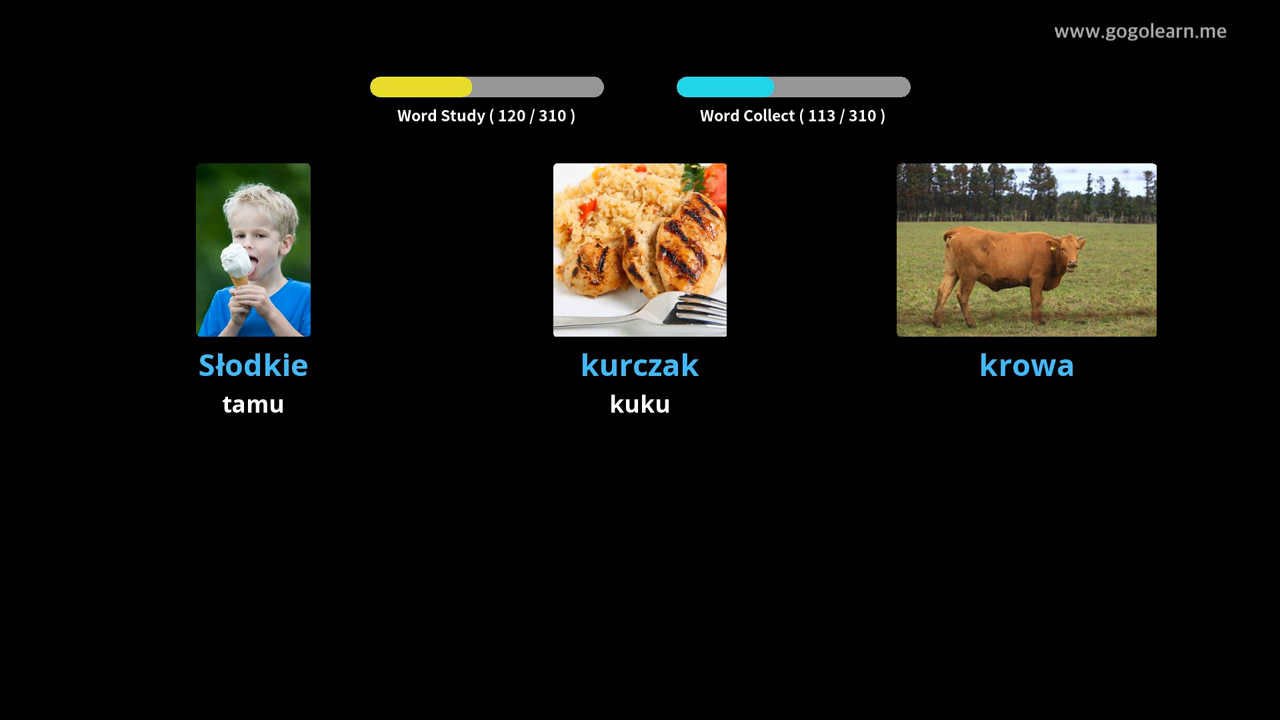 www.gogolearn.me
Word Study ( 120 / 310 )
Word Collect ( 113 / 310 )
Słodkie
tamu
kurczak
kuku
krowa